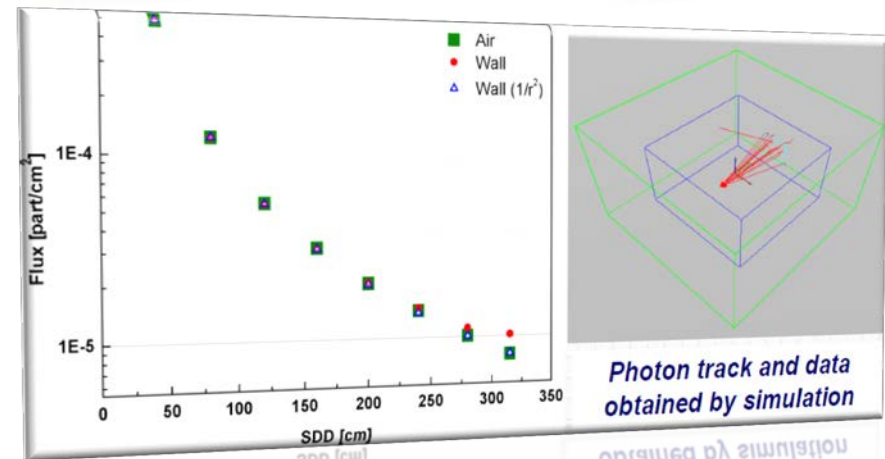 Air
Wall
Wall (1/r²)
1E-4
1E-5
Flux [part/cm²]
0 50 100 150 200 250 300 350
SDD [cm]
Photon track and data
obtained by simulation